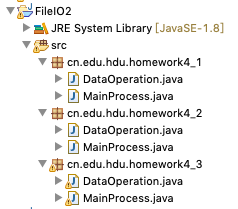 FileIO2
JRE System Library [JavaSE-1.8]
src
cn.edu.hdu.homework4_1
DataOperation.java
MainProcess.java
cn.edu.hdu.homework4_2
DataOperation.java
MainProcess.java
cn.edu.hdu.homework4_3
DataOperation.java
MainProcess.java